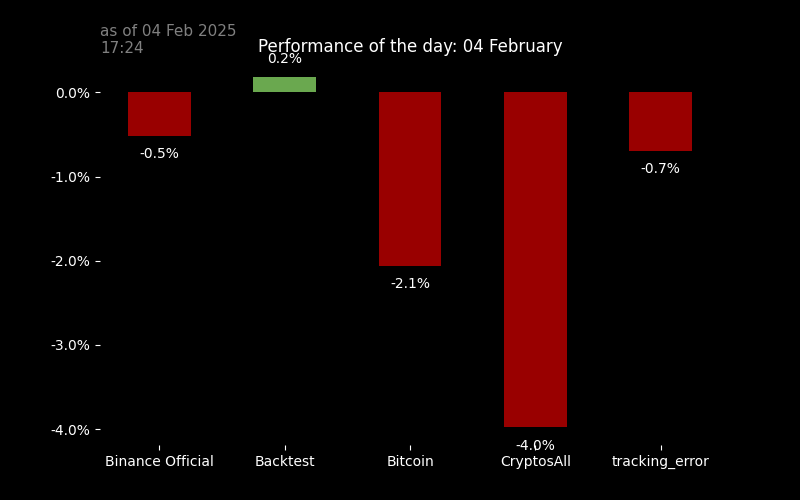 as of 04 Feb 2025
17:24
Performance of the day: 04 February
0.2%
0.0%
-0.5%
-0.7%
-1.0%
-2.0%
-2.1%
-3.0%
-4.0%
-4.0%
Binance Official
Backtest
Bitcoin
CryptosAll
tracking_error